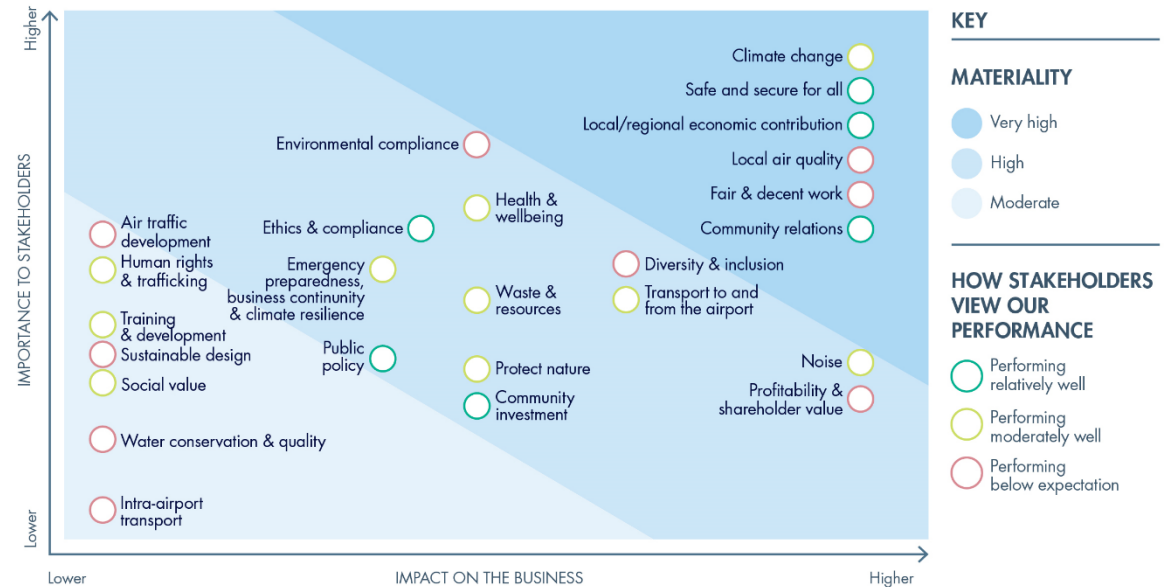 Higher
IMPORTANCE TO STAKEHOLDERS
Lower
Climate change
Safe and secure for all
Local/regional economic contribution
Environmental compliance
Local air quality
Fair & decent work
Health &
wellbeing
Community relations
Air traffic
development
Ethics & compliance
Human rights
& trafficking
Emergency
preparedness,
business continuity
& climate resilience
Diversity & inclusion
Waste &
resources
Transport to and
from the airport
Training
& development
Sustainable design
Social value
Public
policy
Protect nature
Community
investment
Noise
Profitability &
shareholder value
Water conservation & quality
Intra-airport
transport
Lower
IMPACT ON THE BUSINESS
Higher
KEY
MATERIALITY
Very high
High
Moderate
HOW STAKEHOLDERS
VIEW OUR
PERFORMANCE
Performing
relatively well
Performing
moderately well
Performing
below expectation